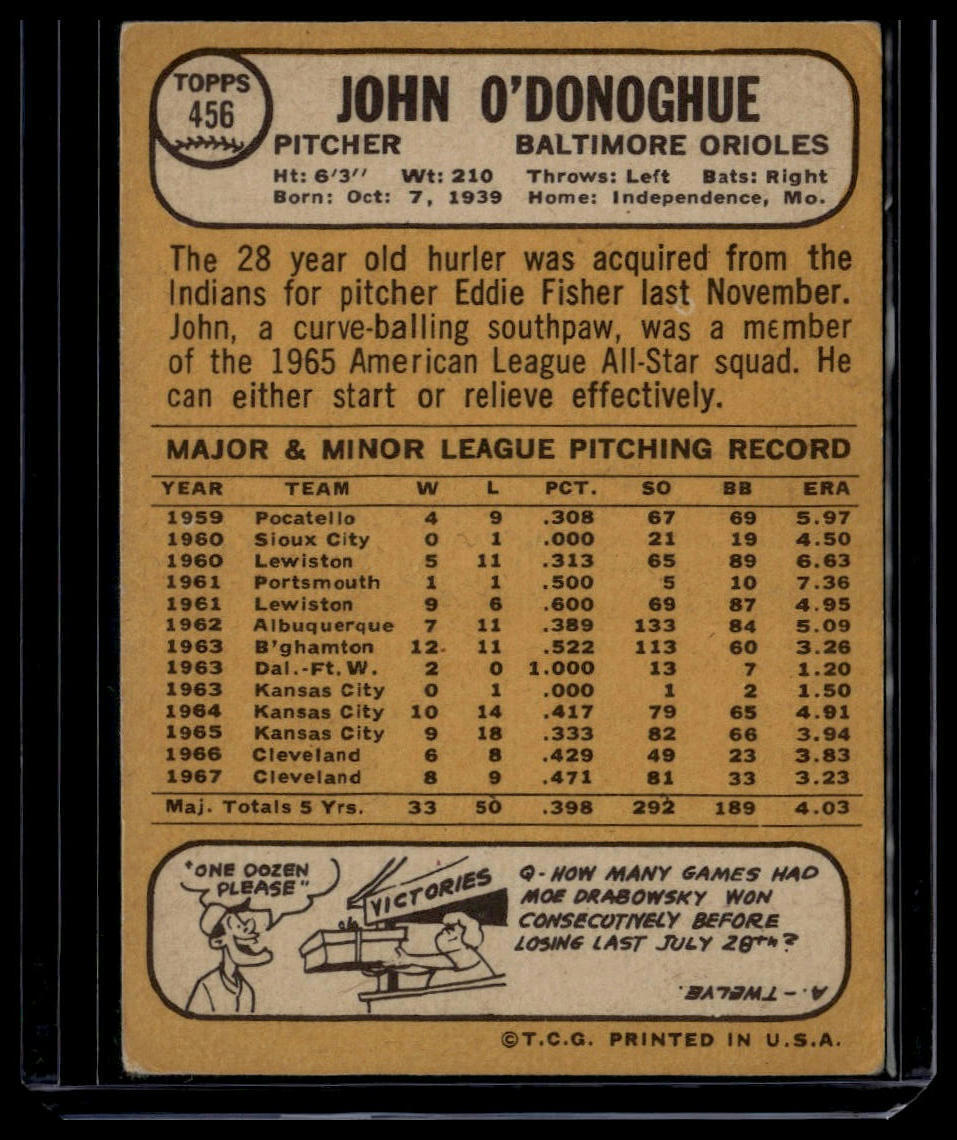 TOPPS
456
JOHN O'DONOGHUE
PITCHER BALTIMORE ORIOLES
Ht: 6'3'' Wt: 210 Throws: Left Bats: Right
Born: Oct: 7, 1939 Home: Independence, Mo.
The 28 year old hurler was acquired from the
Indians for pitcher Eddie Fisher last November.
John, a curve-balling southpaw, was a member
of the 1965 American League All-Star squad. He
can either start or relieve effectively.
MAJOR & MINOR LEAGUE PITCHING RECORD
YEAR TEAM W L PCT. SO BB ERA
1959 Pocatello 4 9 .308 67 69 5.97
1960 Sioux City 0 1 .000 21 19 4.50
1960 Lewiston 5 11 .313 65 89 6.63
1961 Portsmouth 1 1 .500 5 10 7.36
1961 Lewiston 9 6 .600 69 87 4.95
1962 Albuquerque 7 11 .389 133 84 5.09
1963 B'ghamton 12 11 .522 113 60 3.26
1963 Dal.-Ft. W. 2 0 1.000 13 7 1.20
1963 Kansas City 0 1 .000 1 2 1.50
1964 Kansas City 10 14 .417 79 65 4.91
1965 Kansas City 9 18 .333 82 66 3.94
1966 Cleveland 6 8 .429 49 23 3.83
1967 Cleveland 8 9 .471 81 33 3.23
Maj. Totals 5 Yrs. 33 50 .398 292 189 4.03
"ONE DOZEN
PLEASE"
VICTORIES
Q-HOW MANY GAMES HAD
MOE DRABOWSKY WON
CONSECUTIVELY BEFORE
LOSING LAST JULY 28th?
A.-TWELVE.
©T.C.G. PRINTED IN U.S.A.